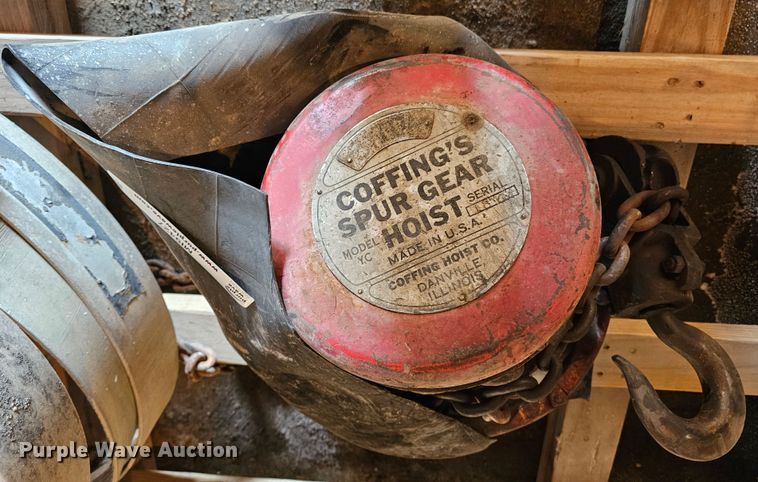 COFFING'S
SPUR GEAR
HOIST
SERIAL
MODEL
YC
MADE IN U.S.A.
COFFING HOIST CO.
DANVILLE,
ILLINOIS
Purple Wave Auction